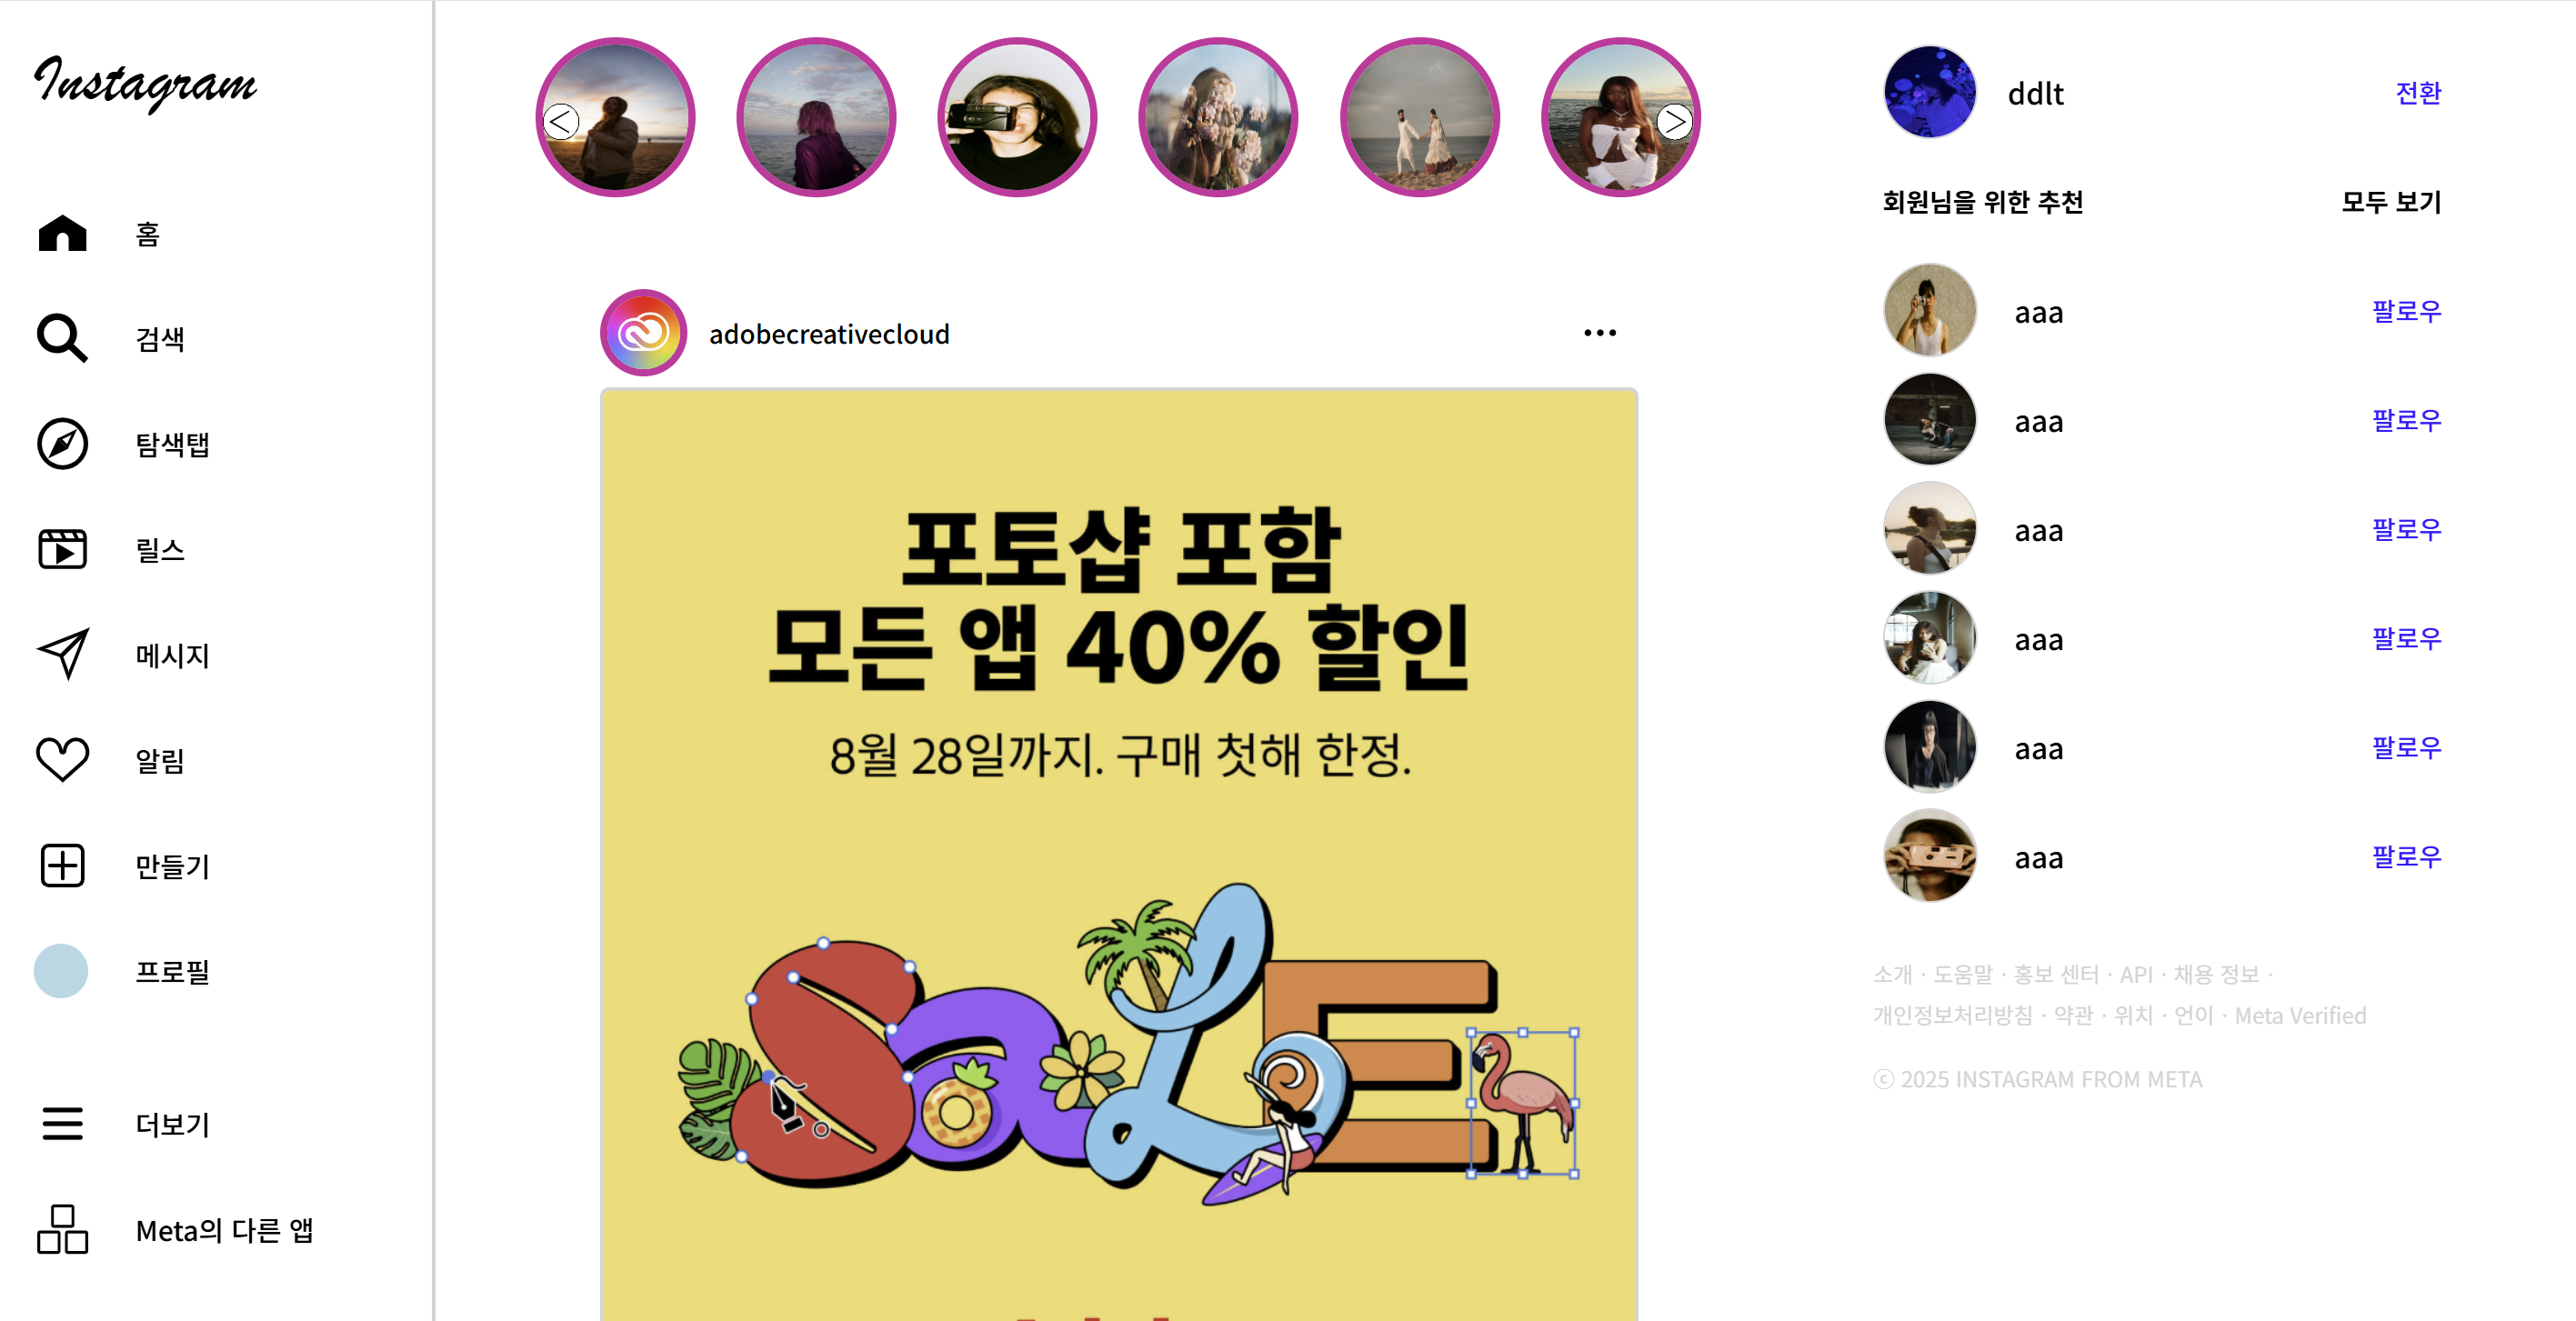 Instagram
홈
검색
탐색탭
릴스
메시지
알림
만들기
프로필
더보기
Meta의 다른 앱
adobecreativecloud
포토샵 포함
모든 앱 40% 할인
8월 28일까지. 구매 첫해 한정.
SaLE
ddlt 전환
회원님을 위한 추천 모두 보기
aaa 팔로우
aaa 팔로우
aaa 팔로우
aaa 팔로우
aaa 팔로우
aaa 팔로우
소개 · 도움말 · 홍보 센터 · API · 채용 정보 ·
개인정보처리방침 · 약관 · 위치 · 언이 · Meta Verified
ⓒ 2025 INSTAGRAM FROM META